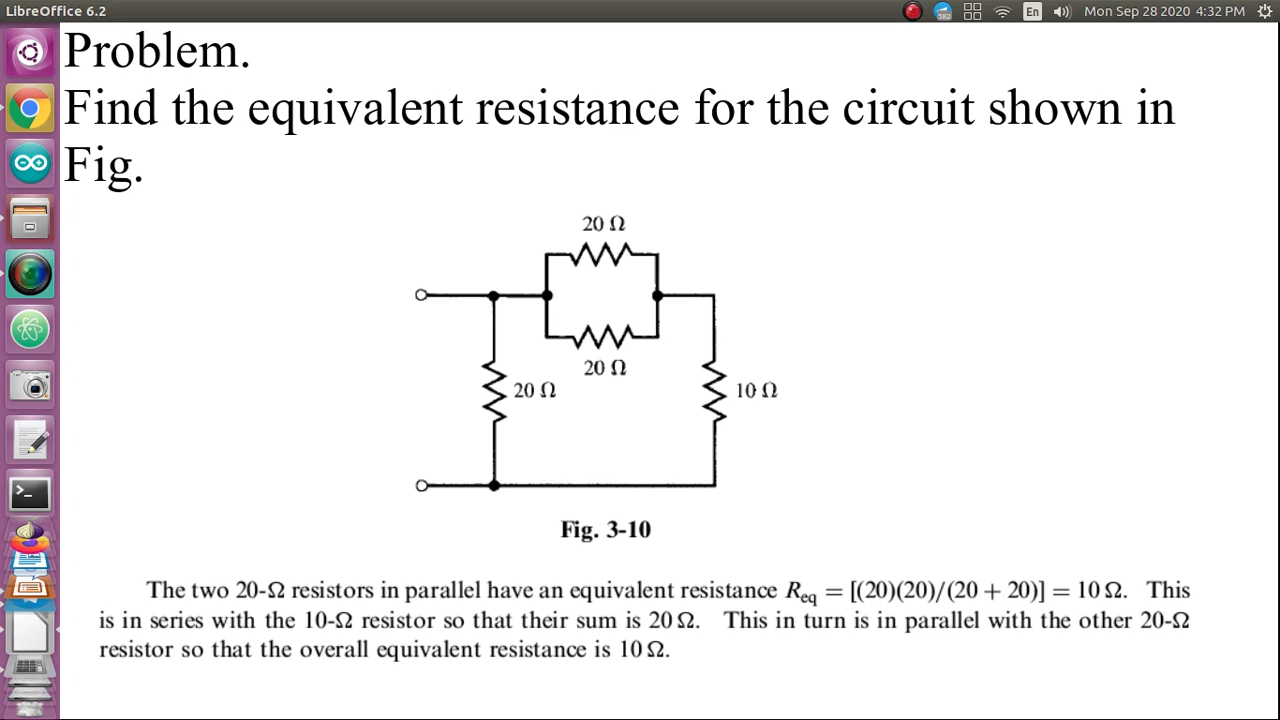 LibreOffice 6.2
582
En
Mon Sep 28 2020 4:32 PM
Problem.
Find the equivalent resistance for the circuit shown in
Fig.
20 Ω
20 Ω
20 Ω
10 Ω
Fig. 3-10
The two 20-Ω resistors in parallel have an equivalent resistance Req = [(20)(20)/(20 + 20)] = 10 Ω. This
is in series with the 10-Ω resistor so that their sum is 20 Ω. This in turn is in parallel with the other 20-Ω
resistor so that the overall equivalent resistance is 10 Ω.